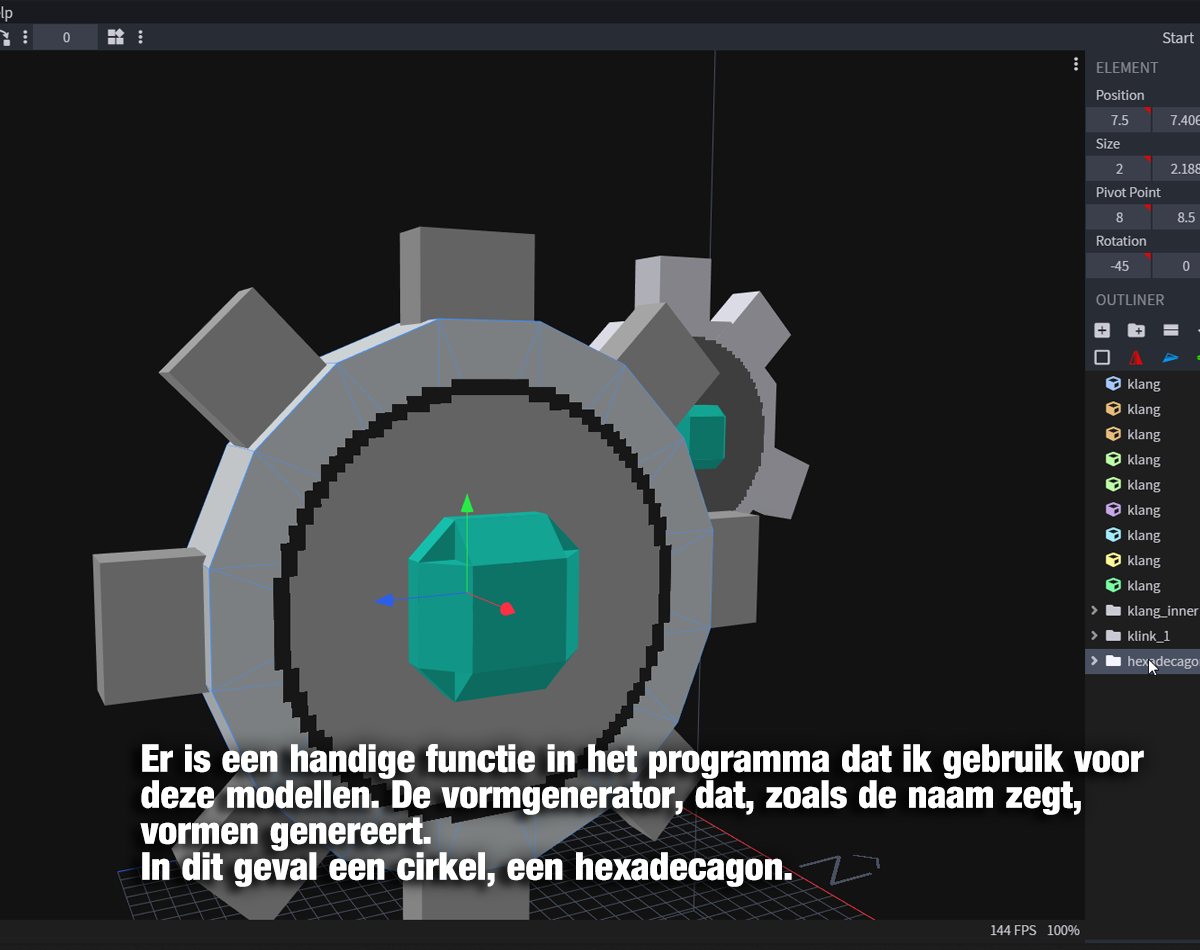 lp
0
Start
ELEMENT
Position
7.5 7.406
Size
2 2.188
Pivot Point
8 8.5
Rotation
-45 0
OUTLINER
klang
klang
klang
klang
klang
klang
klang
klang
klang
klang_inner
klink_1
hexadecago
Er is een handige functie in het programma dat ik gebruik voor
deze modellen. De vormgenerator, dat, zoals de naam zegt,
vormen genereert.
In dit geval een cirkel, een hexadecagon.
N
144 FPS 100%